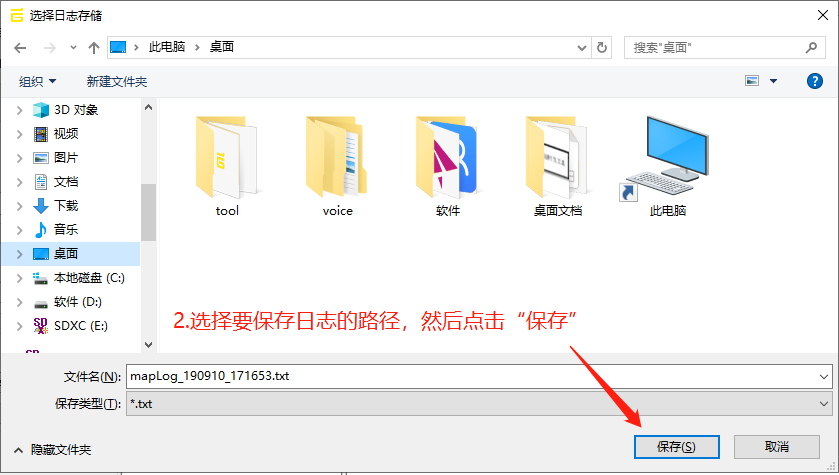 选择日志存储
此电脑
桌面
搜索"桌面"
组织
新建文件夹
3D 对象
视频
图片
文档
下载
音乐
桌面
本地磁盘 (C:)
软件 (D:)
SDXC (E:)
tool
voice
软件
桌面文档
此电脑
2.选择要保存日志的路径，然后点击“保存”
文件名(N):
mapLog_190910_171653.txt
保存类型(T):
*.txt
隐藏文件夹
保存(S)
取消